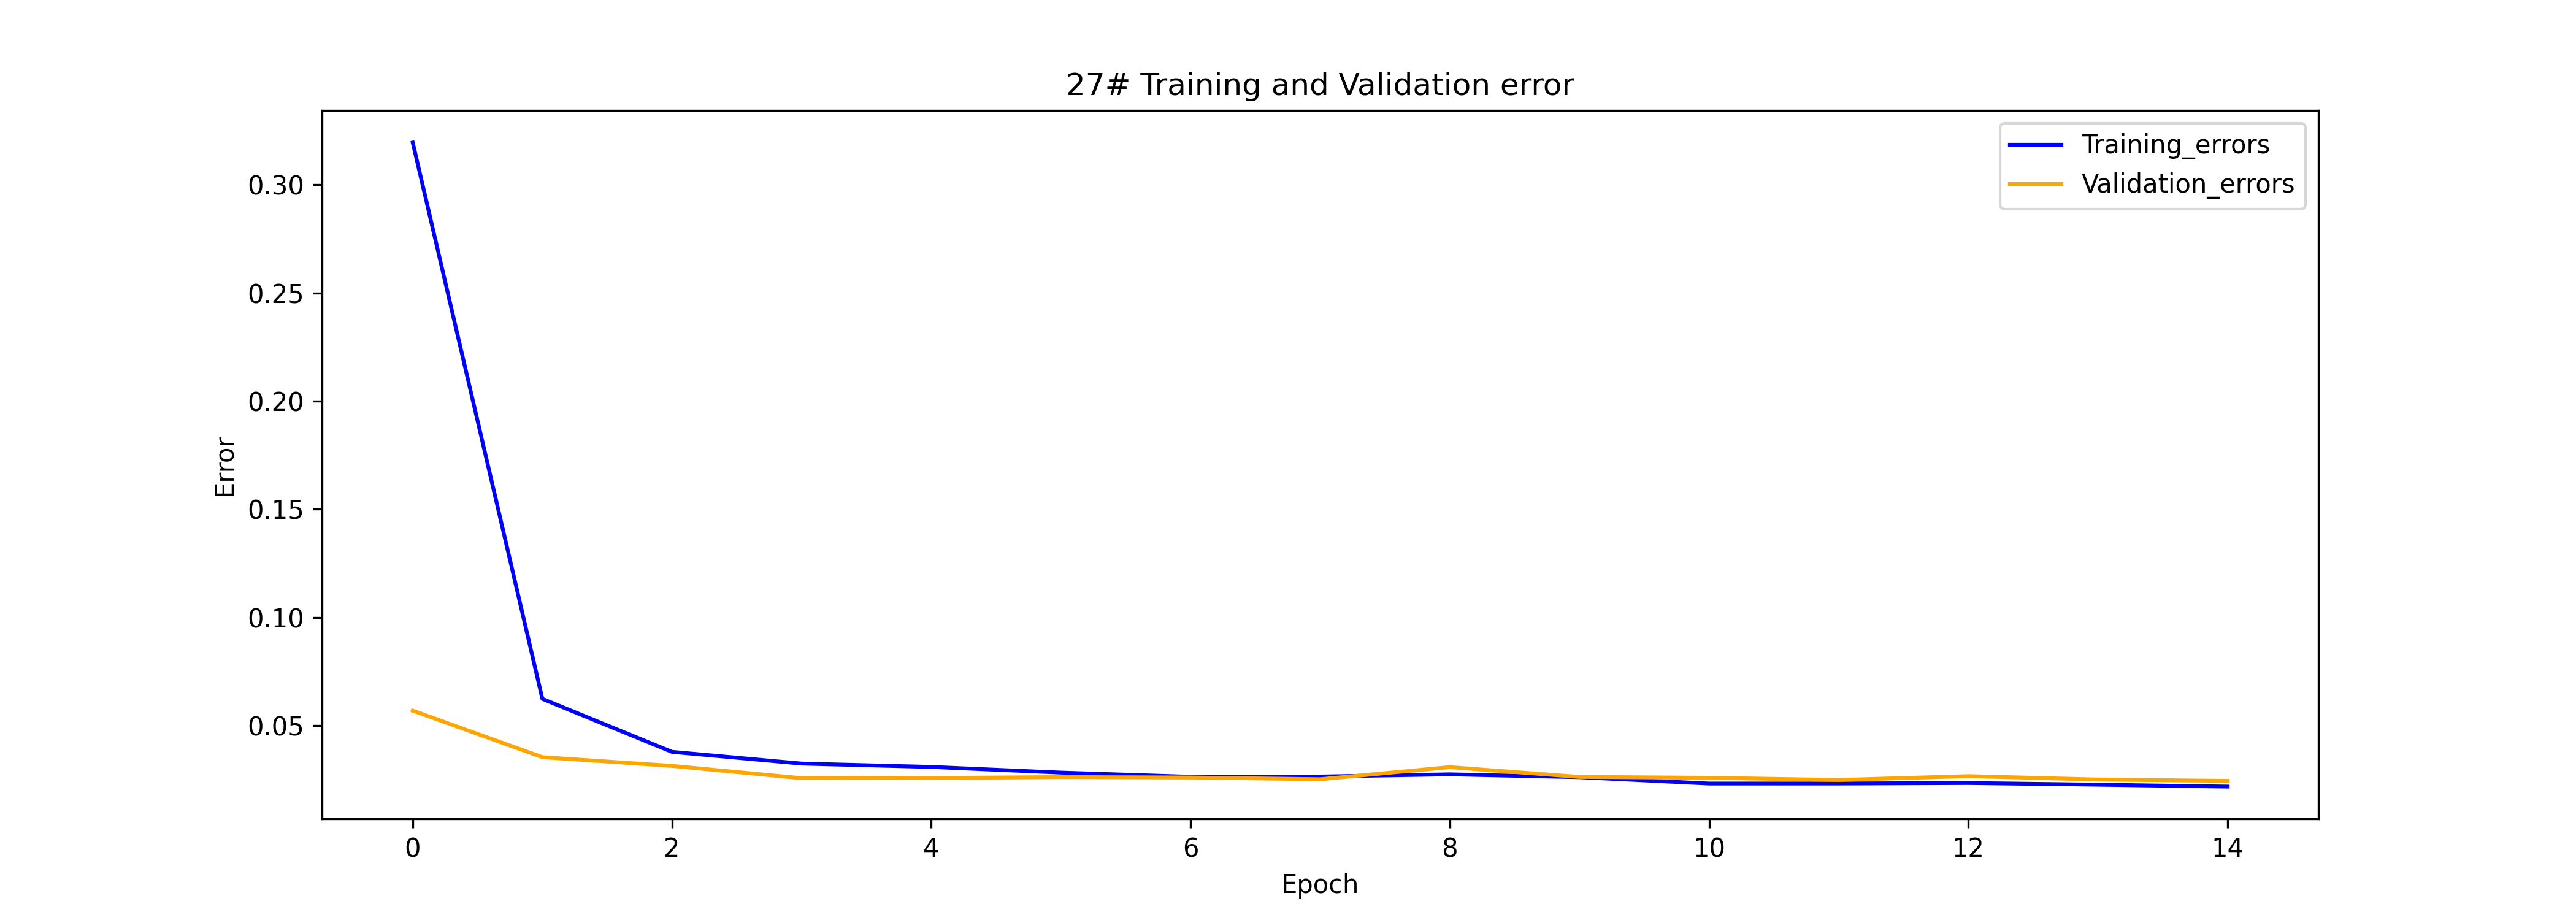 27# Training and Validation error
Training_errors
Validation_errors
0.30
0.25
0.20
0.15
0.10
0.05
Error
0 2 4 6 8 10 12 14
Epoch